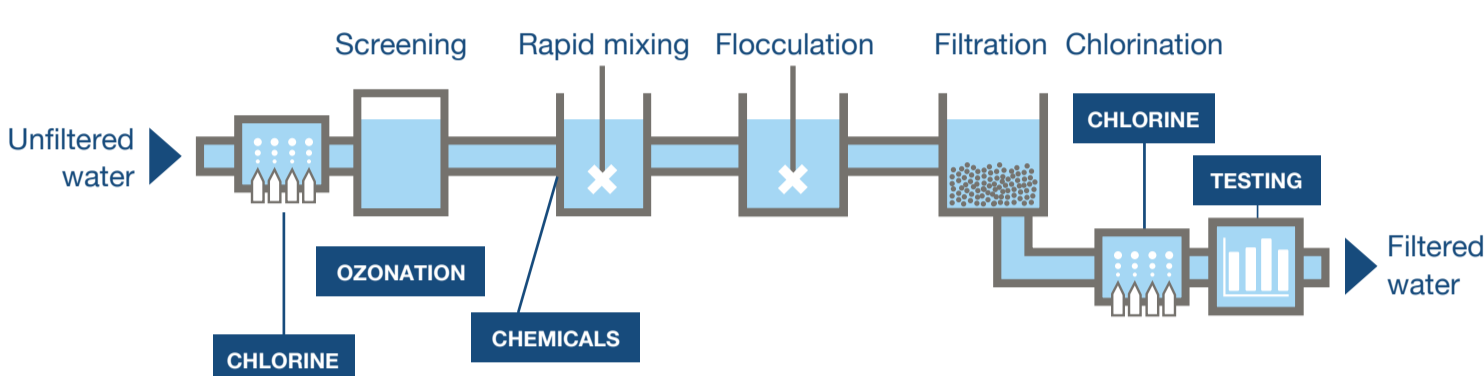 Screening
Rapid mixing
Flocculation
Filtration
Chlorination
Unfiltered
water
CHLORINE
OZONATION
CHEMICALS
CHLORINE
TESTING
Filtered
water